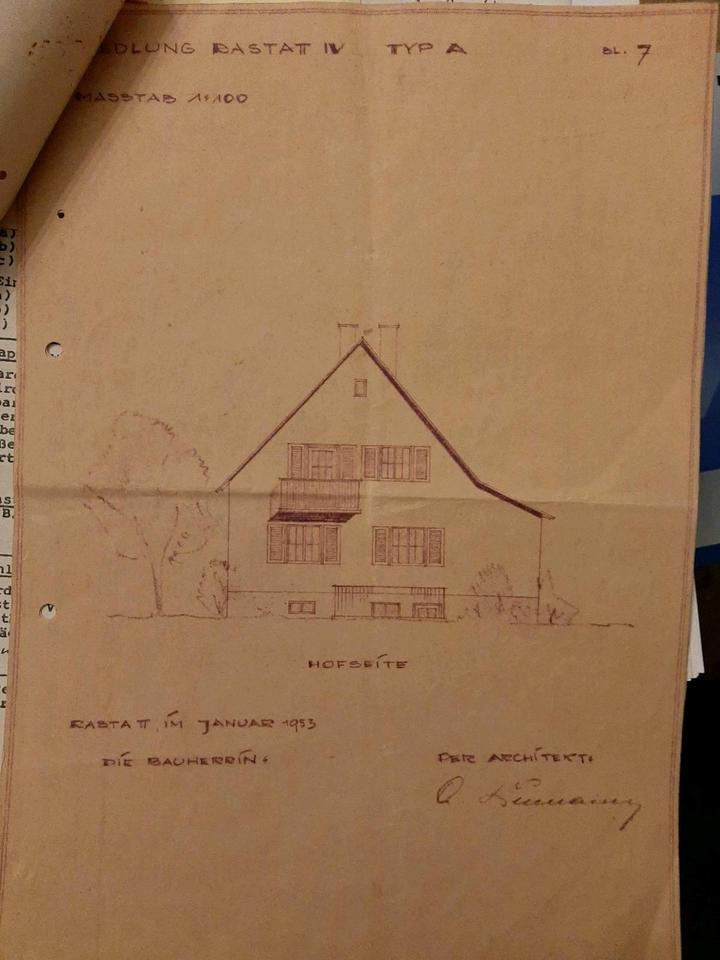 EDLUNG RASTATT IV TYP A BL. 7
MASSTAB 1:100
HOFSEITE
RASTATT, IM JANUAR 1953
DIE BAUHERRIN: DER ARCHITEKT:
a)
b)
c)